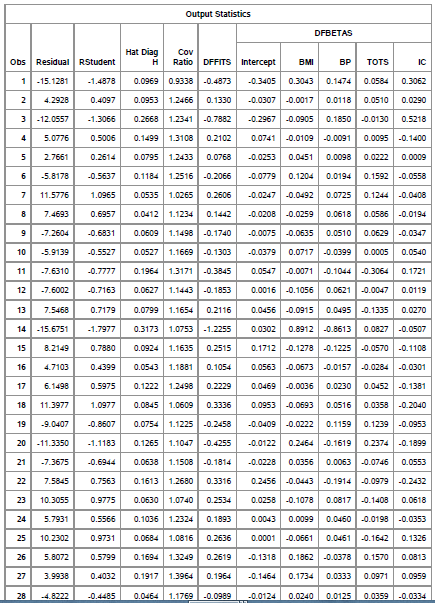 Output Statistics
DFBETAS
Obs Residual RStudent Hat Diag H Cov Ratio DFFITS Intercept BMI BP TOTS IC
1 -15.1281 -1.4878 0.0969 0.9338 -0.4873 -0.3405 0.3043 0.1474 0.0584 0.3062
2 4.2928 0.4097 0.0953 1.2466 0.1330 -0.0307 -0.0017 0.0118 0.0510 0.0290
3 -12.0557 -1.3066 0.2668 1.2341 -0.7882 -0.2967 -0.0905 0.1850 -0.0130 0.5218
4 5.0776 0.5006 0.1499 1.3108 0.2102 0.0741 -0.0109 -0.0091 0.0095 -0.1400
5 2.7661 0.2614 0.0795 1.2433 0.0768 -0.0253 0.0451 0.0098 0.0222 0.0009
6 -5.8178 -0.5637 0.1184 1.2516 -0.2066 -0.0779 0.1204 0.0194 0.1592 -0.0558
7 11.5776 1.0965 0.0535 1.0265 0.2606 -0.0247 -0.0492 0.0725 0.1244 -0.0408
8 7.4693 0.6957 0.0412 1.1234 0.1442 -0.0208 -0.0259 0.0618 0.0586 -0.0194
9 -7.2604 -0.6831 0.0609 1.1498 -0.1740 -0.0075 -0.0635 0.0510 0.0629 -0.0347
10 -5.9139 -0.5527 0.0527 1.1669 -0.1303 -0.0379 0.0717 -0.0399 0.0005 0.0540
11 -7.6310 -0.7777 0.1964 1.3171 -0.3845 0.0547 -0.0071 -0.1044 -0.3064 0.1721
12 -7.6002 -0.7163 0.0627 1.1443 -0.1853 0.0016 -0.1056 0.0621 -0.0047 0.0119
13 7.5468 0.7179 0.0799 1.1654 0.2116 0.0456 -0.0915 0.0495 -0.1335 0.0270
14 -15.6751 -1.7977 0.3173 1.0753 -1.2255 0.0302 0.8912 -0.8613 0.0827 -0.0507
15 8.2149 0.7880 0.0924 1.1635 0.2515 0.1712 -0.1278 -0.1225 -0.0570 -0.1108
16 4.7103 0.4399 0.0543 1.1881 0.1054 0.0563 -0.0673 -0.0157 -0.0284 -0.0301
17 6.1498 0.5975 0.1222 1.2498 0.2229 0.0469 -0.0036 0.0230 0.0452 -0.1381
18 11.3977 1.0977 0.0845 1.0609 0.3336 0.0953 -0.0693 0.0516 0.0358 -0.2040
19 -9.0407 -0.8607 0.0754 1.1225 -0.2458 -0.0409 -0.0222 0.1159 0.1239 -0.0953
20 -11.3350 -1.1183 0.1265 1.1047 -0.4255 -0.0122 0.2464 -0.1619 0.2374 -0.1899
21 -7.3675 -0.6944 0.0638 1.1508 -0.1814 -0.0228 0.0356 0.0063 -0.0746 0.0553
22 7.5845 0.7563 0.1613 1.2680 0.3316 0.2456 -0.0443 -0.1914 -0.0979 -0.2432
23 10.3055 0.9775 0.0630 1.0740 0.2534 0.0258 -0.1078 0.0817 -0.1408 0.0618
24 5.7931 0.5566 0.1036 1.2324 0.1893 0.0043 0.0099 0.0460 -0.0198 -0.0353
25 10.2302 0.9731 0.0684 1.0816 0.2636 0.0001 -0.0661 0.0461 -0.1642 0.1326
26 5.8072 0.5799 0.1694 1.3249 0.2619 -0.1318 0.1862 -0.0378 0.1570 0.0813
27 3.9938 0.4032 0.1917 1.3964 0.1964 -0.1464 0.1734 0.0333 0.0971 0.0959
28 -4.8222 -0.4485 0.0464 1.1769 -0.0989 -0.0124 0.0240 0.0125 0.0359 -0.0334